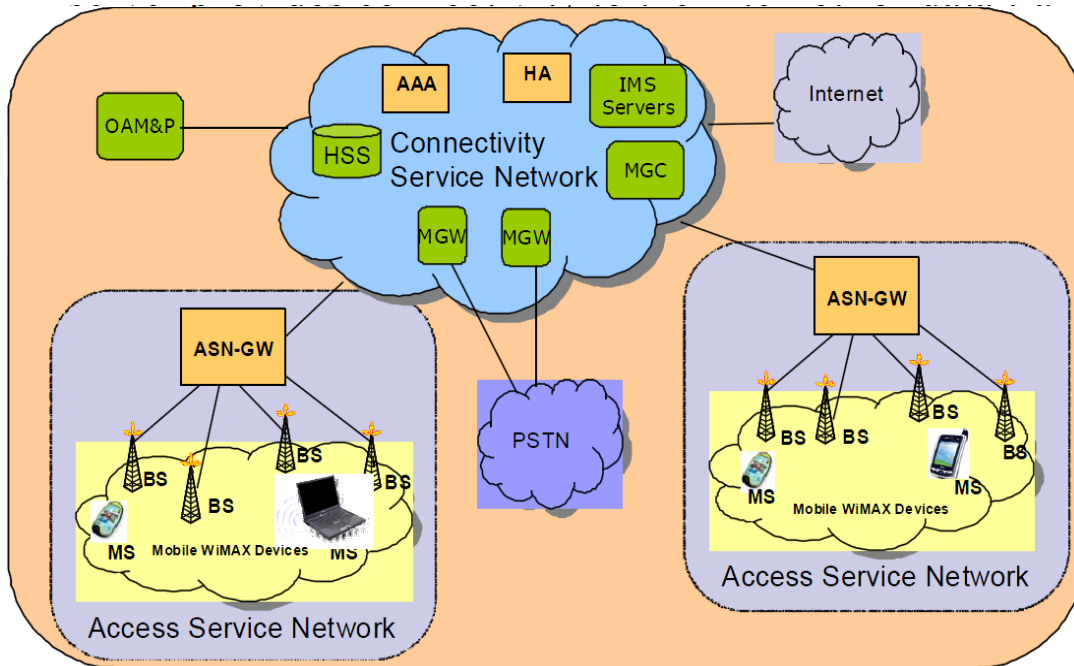 AAA
HA
IMS
Servers
Internet
OAM&P
HSS
Connectivity
Service Network
MGC
MGW
MGW
ASN-GW
ASN-GW
PSTN
BS
BS
BS
BS
MS
MS
Mobile WiMAX Devices
Access Service Network
BS
BS
BS
BS
MS
MS
Mobile WiMAX Devices
Access Service Network